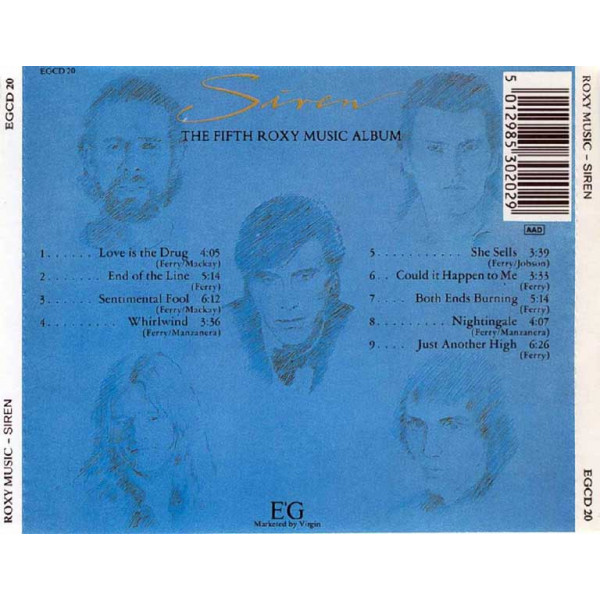 EGCD 20
Siren
THE FIFTH ROXY MUSIC ALBUM
1 . . . . . . Love is the Drug 4:05
(Ferry/Mackay)
2 . . . . . . End of the Line 5:14
(Ferry)
3 . . . . . Sentimental Fool 6:12
(Ferry/Mackay)
4 . . . . . . Whirlwind 3:36
(Ferry/Manzanera)
5 . . . . . She Sells 3:39
(Ferry/Jobson)
6 . . Could it Happen to Me 3:33
(Ferry)
7 . . . . Both Ends Burning 5:14
(Ferry)
8 . . . . . Nightingale 4:07
(Ferry/Manzanera)
9 . . . . Just Another High 6:26
(Ferry)
E'G
Marketed by Virgin
5 012985 302029
AAD
EGCD 20
ROXY MUSIC – SIREN
ROXY MUSIC – SIREN
EGCD 20